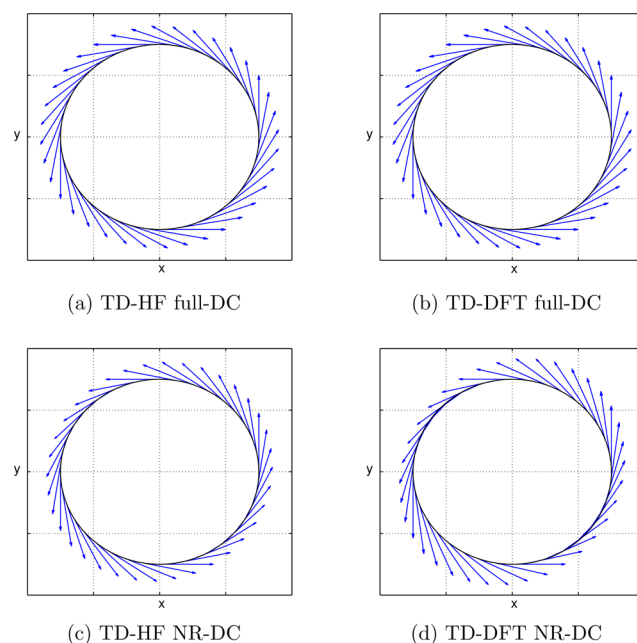 y
x
(a) TD-HF full-DC
y
x
(b) TD-DFT full-DC
y
x
(c) TD-HF NR-DC
y
x
(d) TD-DFT NR-DC